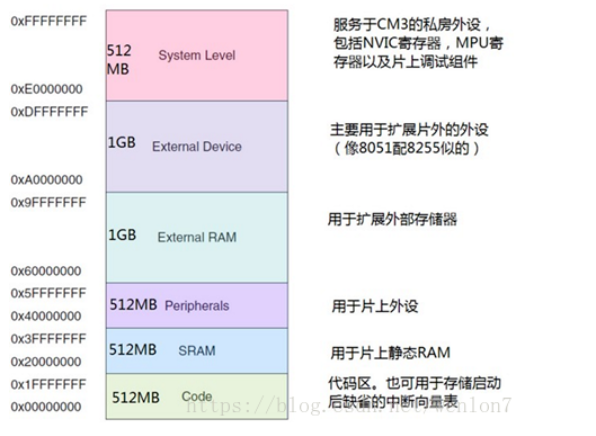 0xFFFFFFFF
512
MB
System Level
0xE0000000
服务于CM3的私房外设，
包括NVIC寄存器，MPU寄
存器以及片上调试组件
0xDFFFFFFF
1GB
External Device
0xA0000000
主要用于扩展片外的外设
（像8051配8255似的）
0x9FFFFFFF
1GB
External RAM
0x60000000
用于扩展外部存储器
0x5FFFFFFF
512MB
Peripherals
0x40000000
用于片上外设
0x3FFFFFFF
512MB
SRAM
0x20000000
用于片上静态RAM
0x1FFFFFFF
512MB
Code
0x00000000
代码区。也可用于存储启动
后缺省的中断向量表